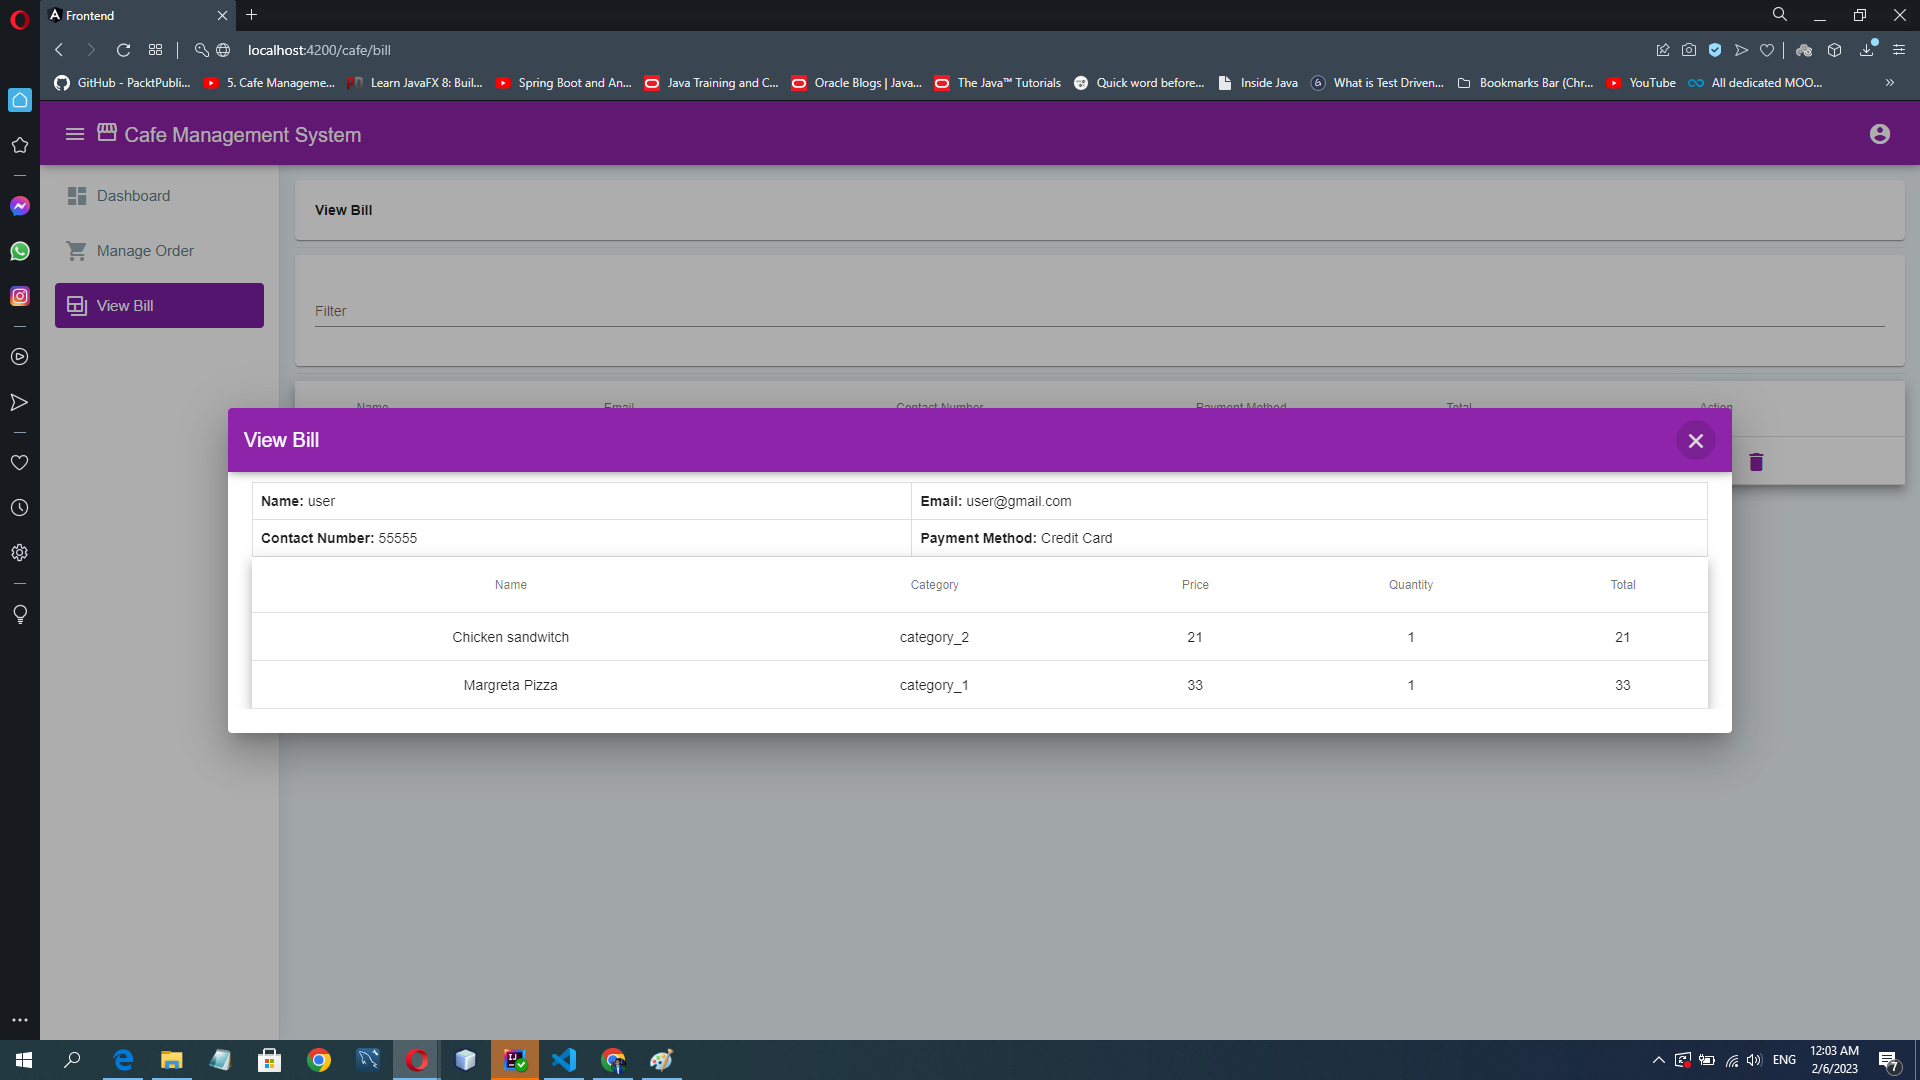 Frontend
localhost:4200/cafe/bill
GitHub - PacktPubli... 5. Cafe Manageme... Learn JavaFX 8: Buil... Spring Boot and An... Java Training and C... Oracle Blogs | Java... The Java™ Tutorials Quick word before... Inside Java What is Test Driven... Bookmarks Bar (Chr... YouTube All dedicated MOO... »
Cafe Management System
Dashboard
Manage Order
View Bill
View Bill
Filter
Name Email Contact Number Payment Method Total Action
View Bill
Name: user Email: user@gmail.com
Contact Number: 55555 Payment Method: Credit Card
Name Category Price Quantity Total
Chicken sandwitch category_2 21 1 21
Margreta Pizza category_1 33 1 33
ENG
12:03 AM
2/6/2023
7